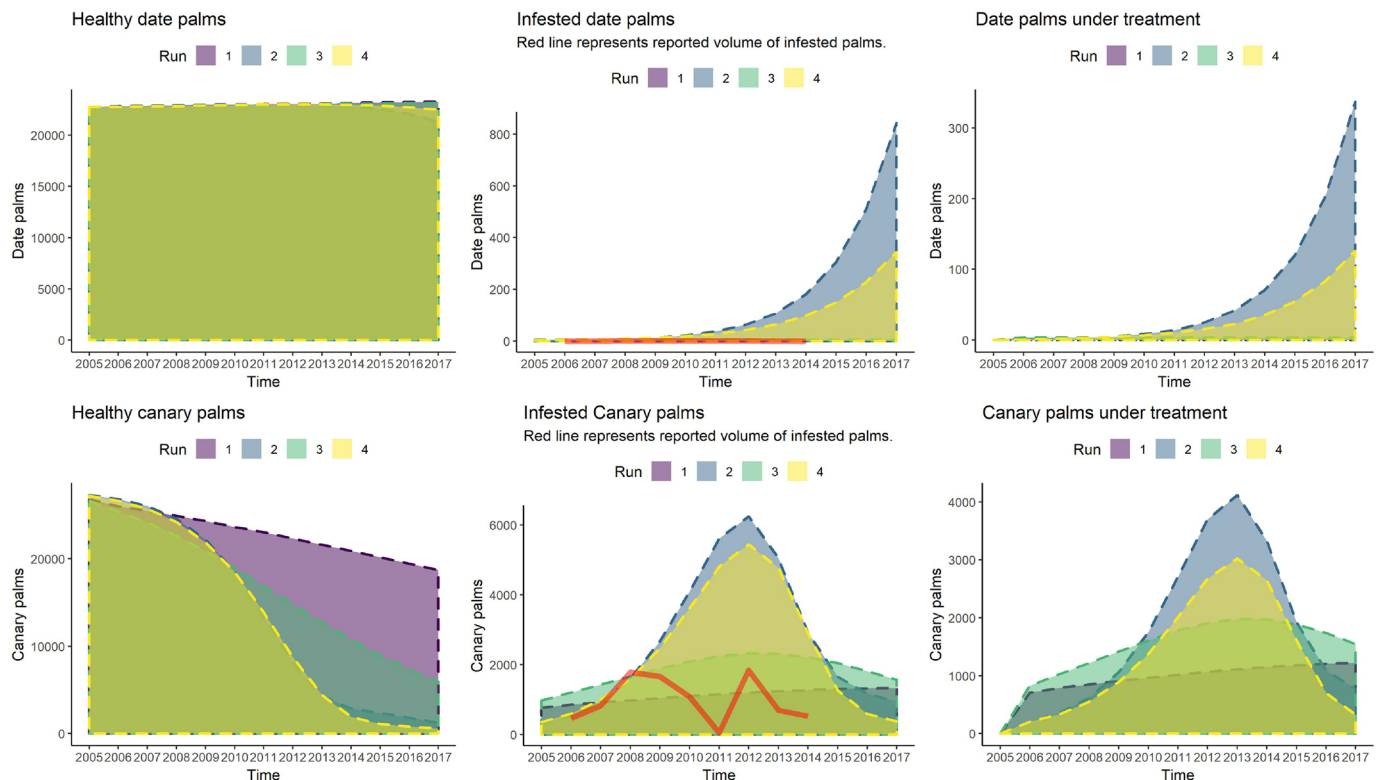 Healthy date palms
Run 1 2 3 4
20000
15000
10000
5000
0
Date palms
2005 2006 2007 2008 2009 2010 2011 2012 2013 2014 2015 2016 2017
Time
Infested date palms
Red line represents reported volume of infested palms.
Run 1 2 3 4
800
600
400
200
0
Date palms
2005 2006 2007 2008 2009 2010 2011 2012 2013 2014 2015 2016 2017
Time
Date palms under treatment
Run 1 2 3 4
300
200
100
0
Date palms
2005 2006 2007 2008 2009 2010 2011 2012 2013 2014 2015 2016 2017
Time
Healthy canary palms
Run 1 2 3 4
20000
10000
0
Canary palms
2005 2006 2007 2008 2009 2010 2011 2012 2013 2014 2015 2016 2017
Time
Infested Canary palms
Red line represents reported volume of infested palms.
Run 1 2 3 4
6000
4000
2000
0
Canary palms
2005 2006 2007 2008 2009 2010 2011 2012 2013 2014 2015 2016 2017
Time
Canary palms under treatment
Run 1 2 3 4
4000
3000
2000
1000
0
Canary palms
2005 2006 2007 2008 2009 2010 2011 2012 2013 2014 2015 2016 2017
Time